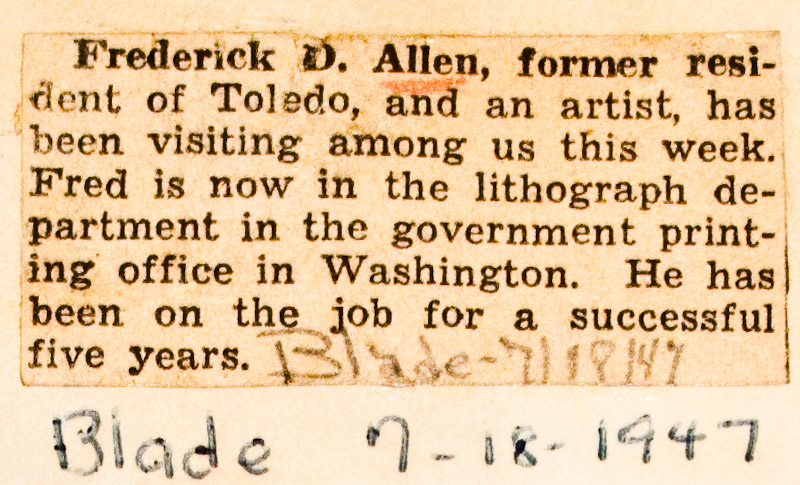 Frederick D. Allen, former resi-
dent of Toledo, and an artist, has
been visiting among us this week.
Fred is now in the lithograph de-
partment in the government print-
ing office in Washington. He has
been on the job for a successful
five years. Blade-7/18/47
Blade 7-18-1947